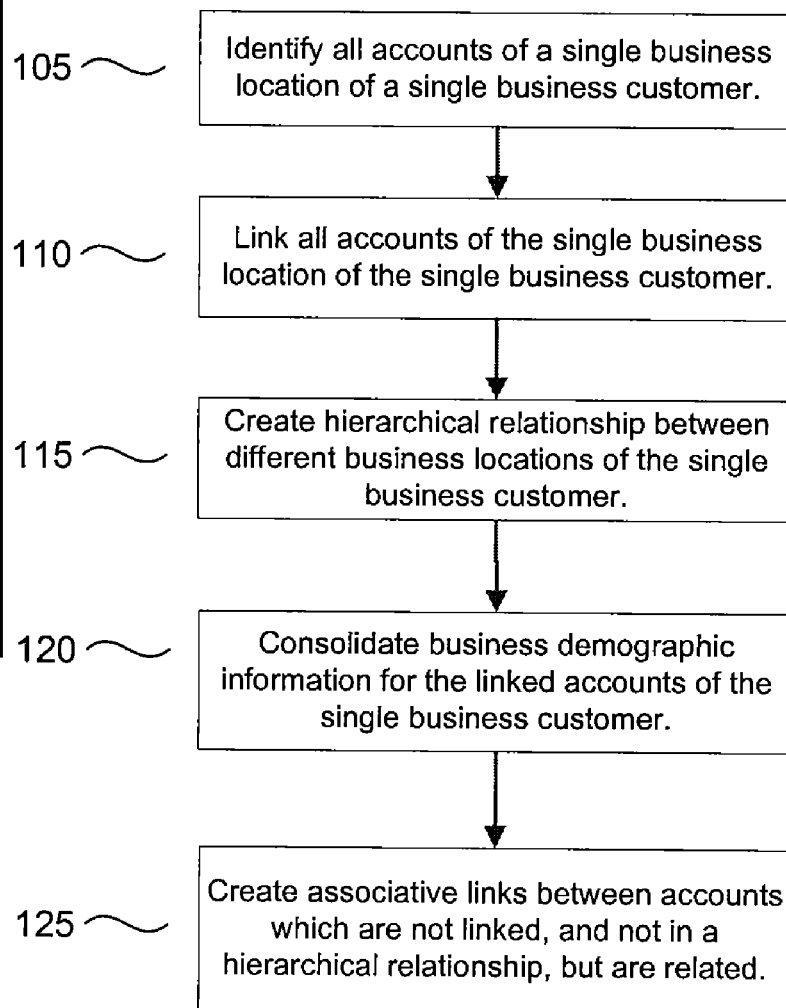 105
Identify all accounts of a single business
location of a single business customer.
110
Link all accounts of the single business
location of the single business customer.
115
Create hierarchical relationship between
different business locations of the single
business customer.
120
Consolidate business demographic
information for the linked accounts of the
single business customer.
125
Create associative links between accounts
which are not linked, and not in a
hierarchical relationship, but are related.